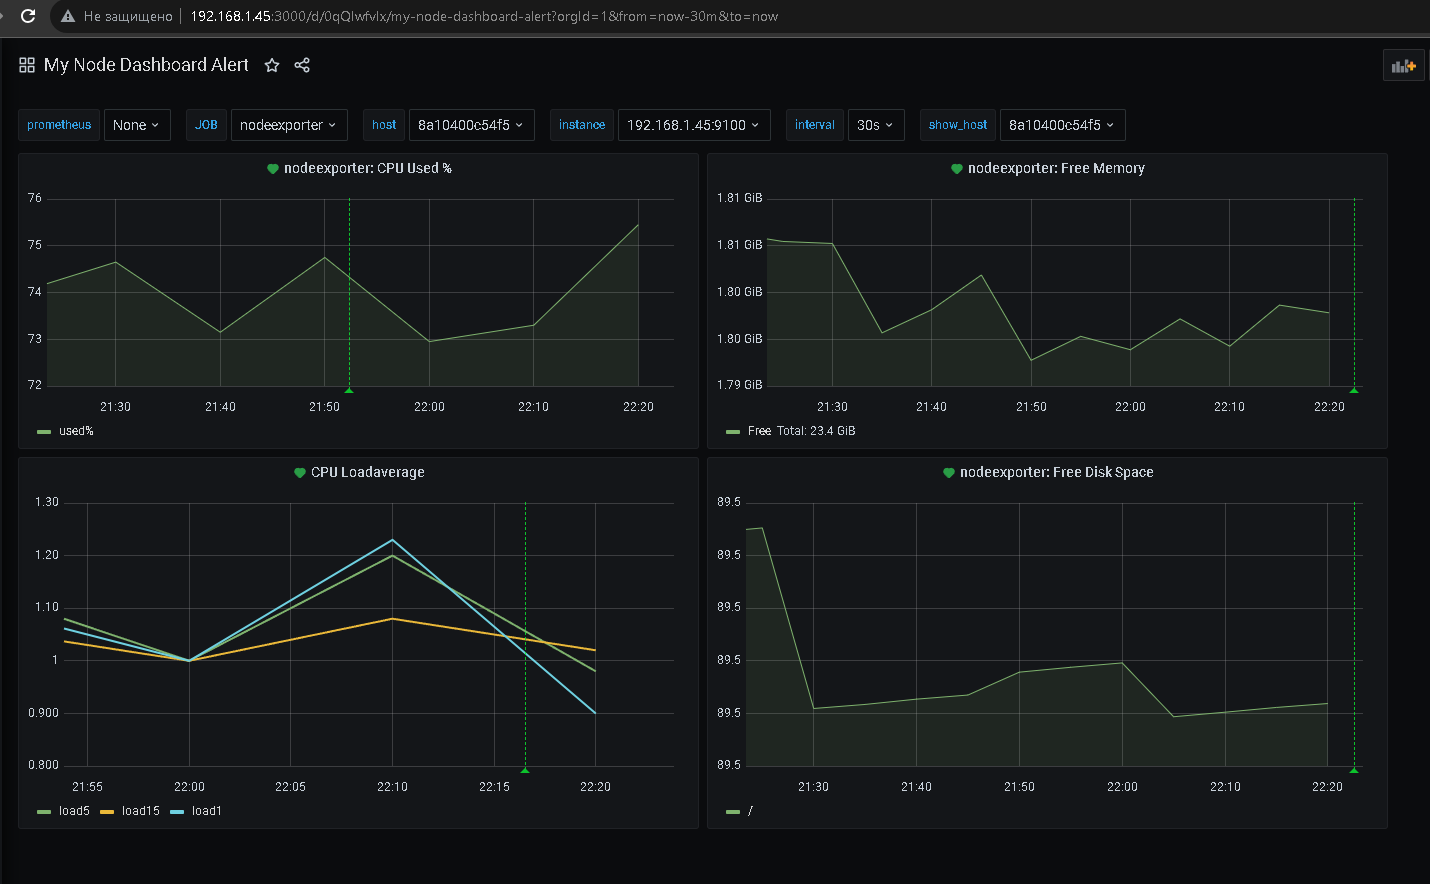 Не защищено 192.168.1.45:3000/d/0qQlwfvlx/my-node-dashboard-alert?orgId=1&from=now-30m&to=now
My Node Dashboard Alert
prometheus None JOB nodeexporter host 8a10400c54f5 instance 192.168.1.45:9100 interval 30s show_host 8a10400c54f5
nodeexporter: CPU Used %
76
75
74
73
72
21:30 21:40 21:50 22:00 22:10 22:20
used%
nodeexporter: Free Memory
1.81 GiB
1.81 GiB
1.80 GiB
1.80 GiB
1.79 GiB
21:30 21:40 21:50 22:00 22:10 22:20
Free Total: 23.4 GiB
CPU Loadaverage
1.30
1.20
1.10
1
0.900
0.800
21:55 22:00 22:05 22:10 22:15 22:20
load5 load15 load1
nodeexporter: Free Disk Space
89.5
89.5
89.5
89.5
89.5
89.5
21:30 21:40 21:50 22:00 22:10 22:20
/